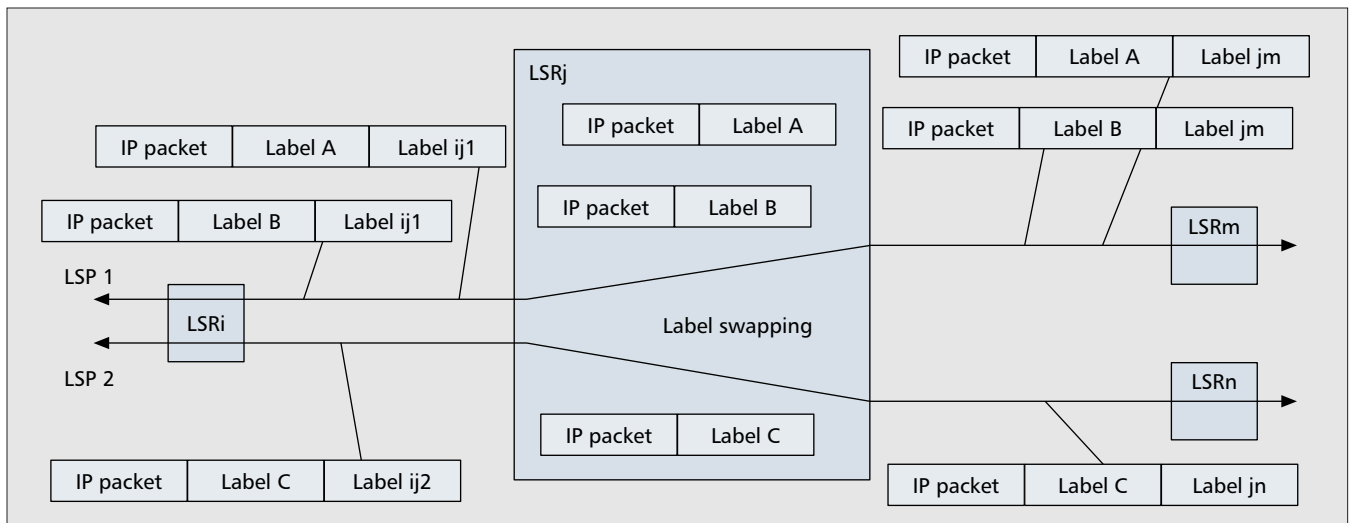 LSRj
IP packet Label A Label jm
IP packet Label A
IP packet Label B Label jm
IP packet Label A Label ij1
IP packet Label B
IP packet Label B Label ij1
LSRm
LSP 1
LSRi
Label swapping
LSP 2
LSRn
IP packet Label C
IP packet Label C Label ij2
IP packet Label C Label jn